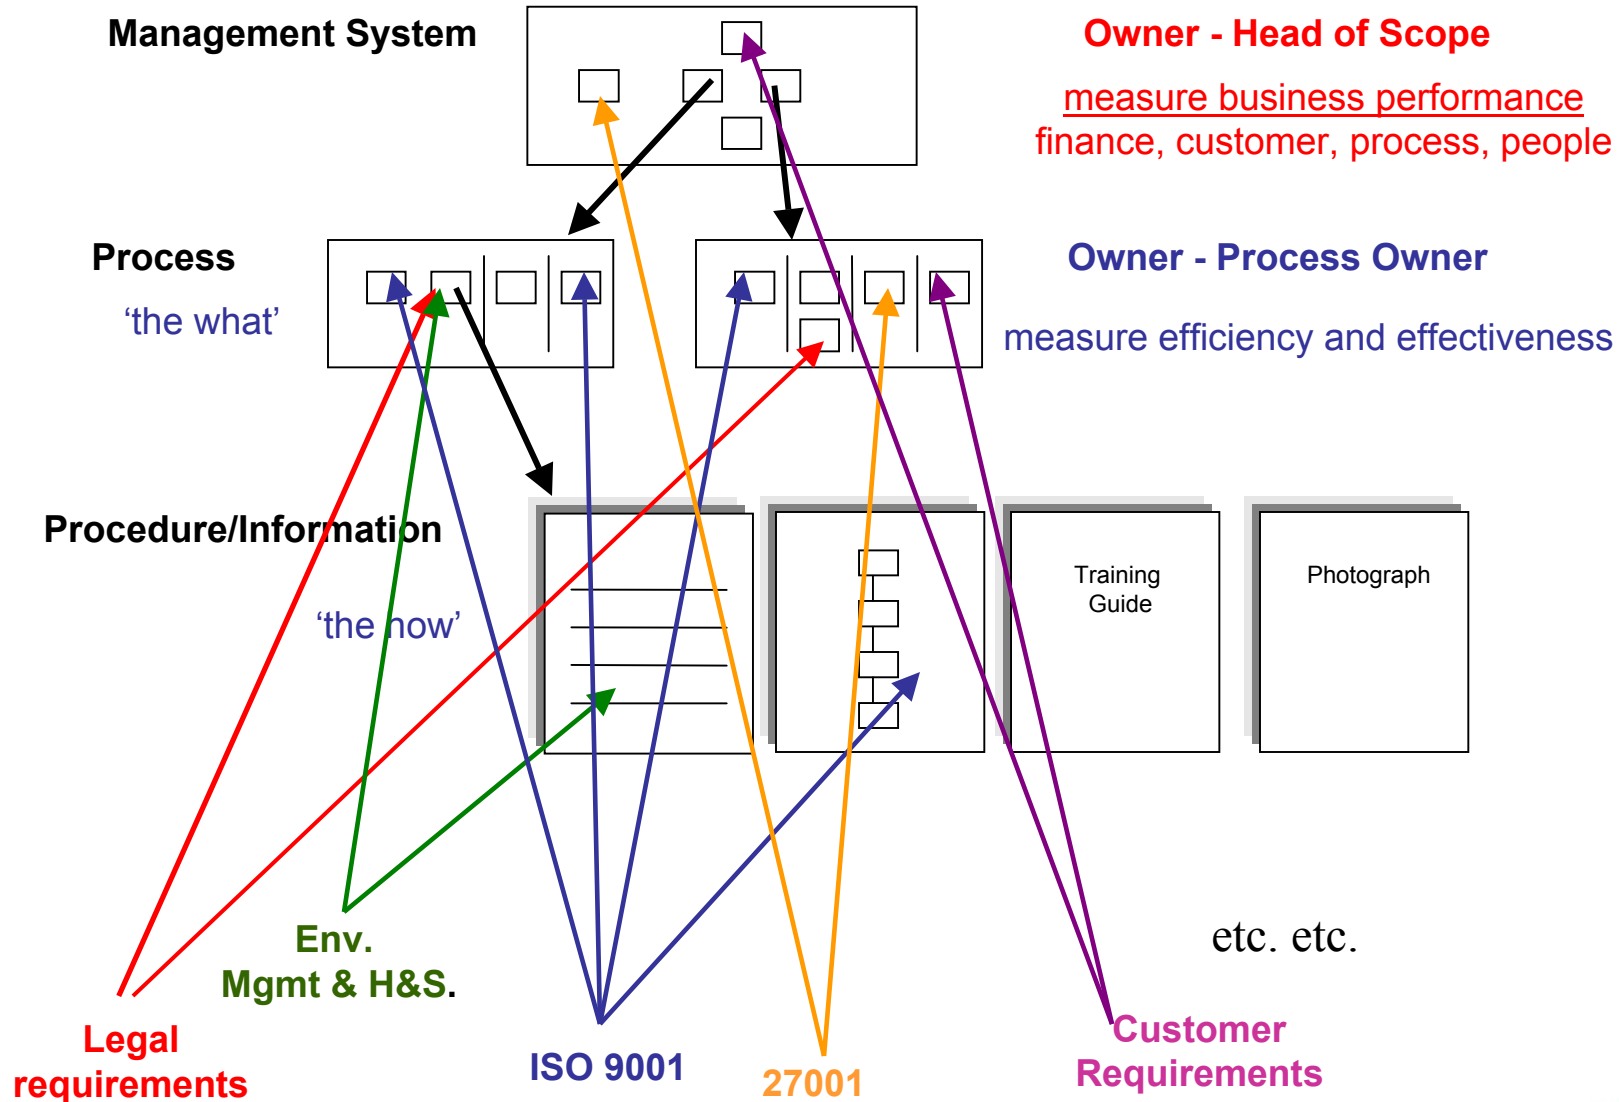 Management System
Owner - Head of Scope
measure business performance
finance, customer, process, people
Process
Owner - Process Owner
‘the what’
measure efficiency and effectiveness
Procedure/Information
Training
Guide
Photograph
‘the how’
Env.
Mgmt & H&S.
etc. etc.
Legal
requirements
ISO 9001
27001
Customer
Requirements